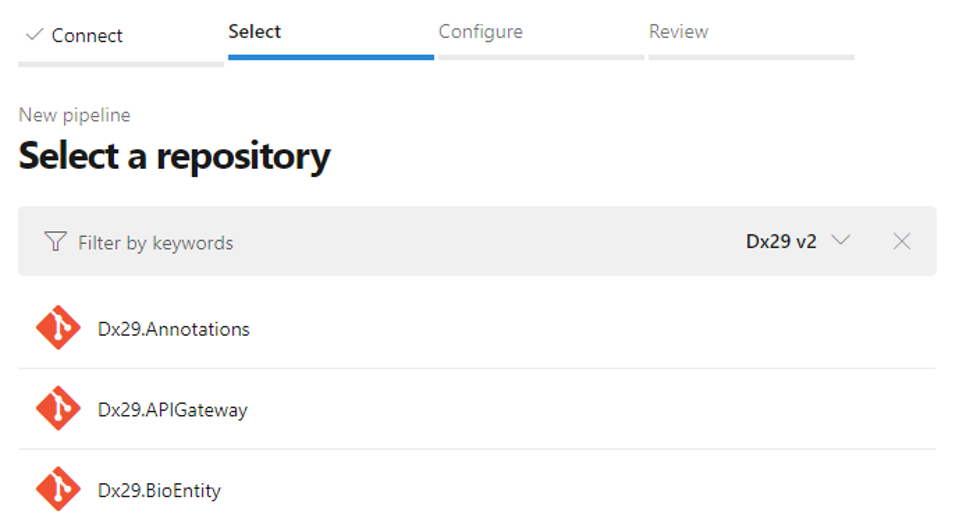 Connect
Select
Configure
Review
New pipeline
Select a repository
Filter by keywords
Dx29 v2
Dx29.Annotations
Dx29.APIGateway
Dx29.BioEntity